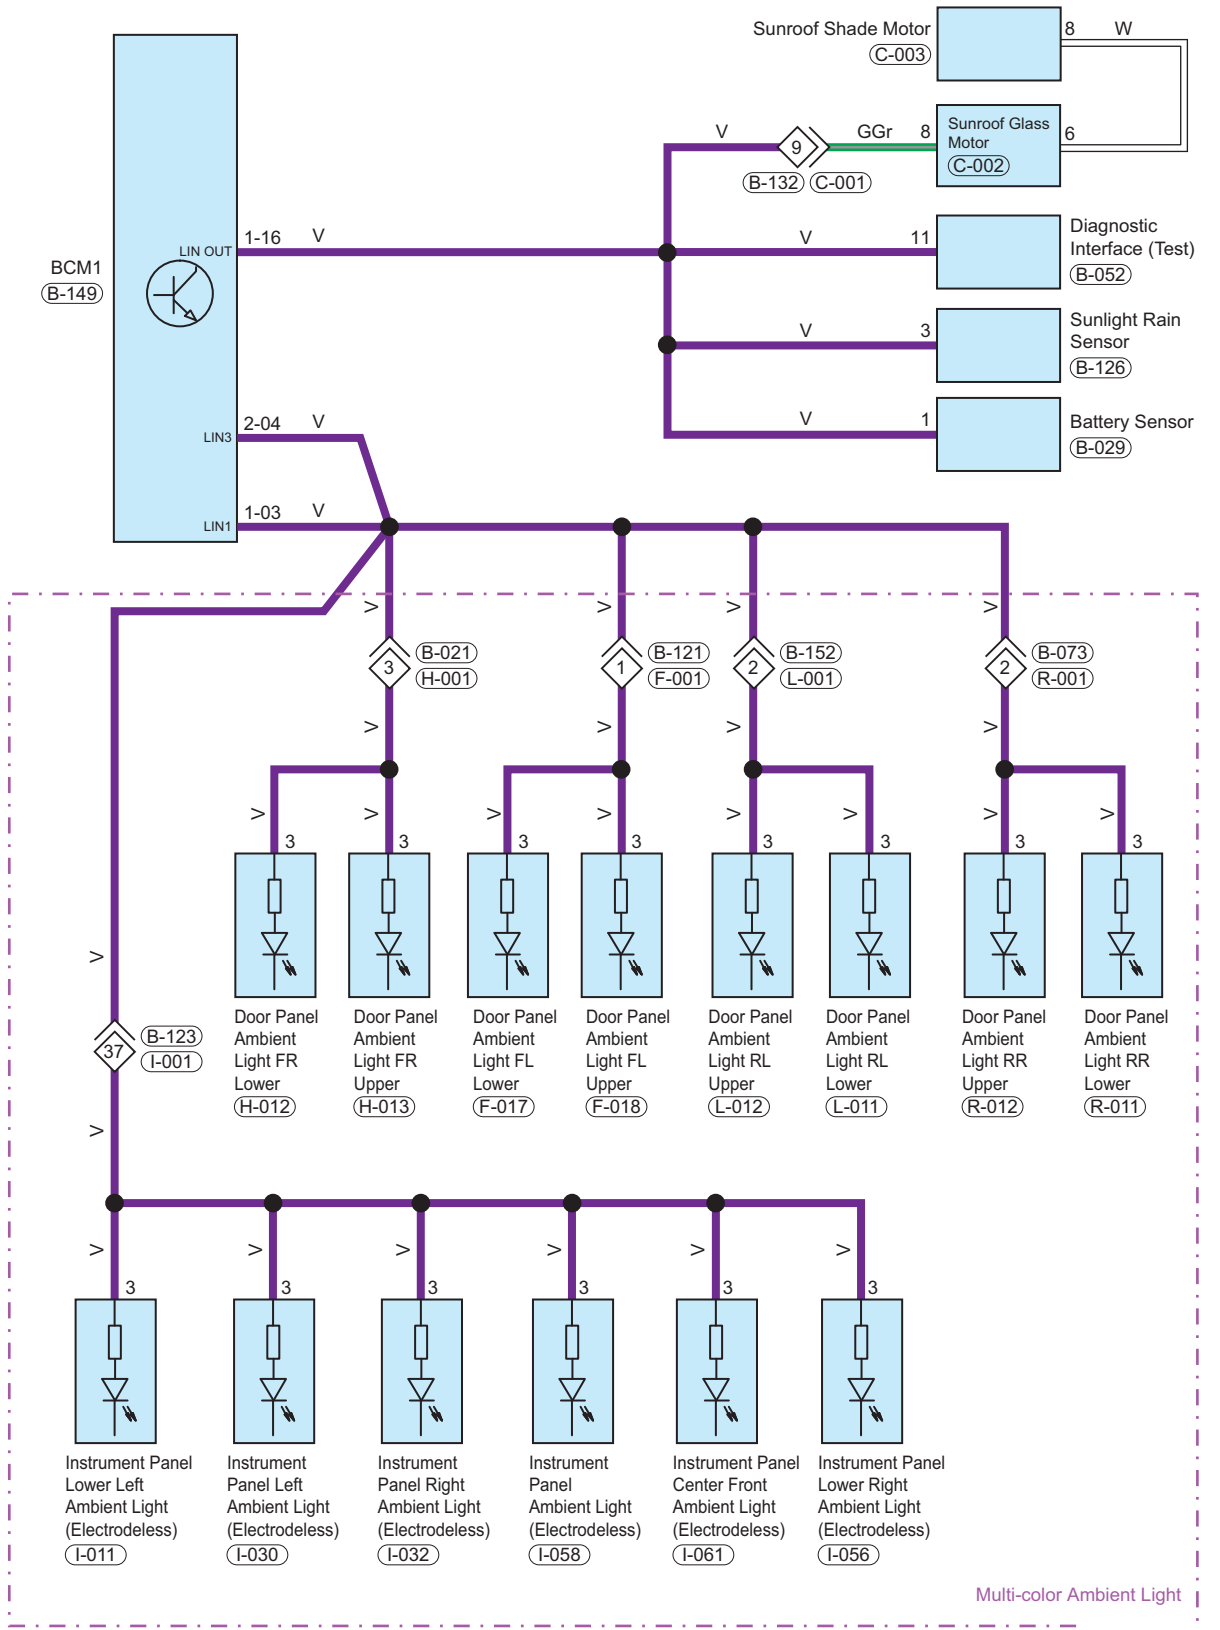 Sunroof Shade Motor
C-003
8
W
V
9
GGr
8
Sunroof Glass
Motor
C-002
6
B-132
C-001
BCM1
B-149
LIN OUT
1-16
V
V
11
Diagnostic
Interface (Test)
B-052
V
3
Sunlight Rain
Sensor
B-126
LIN3
2-04
V
V
1
Battery Sensor
B-029
LIN1
1-03
V
V
V
V
V
3
B-021
H-001
1
B-121
F-001
2
B-152
L-001
2
B-073
R-001
V
V
V
V
V
V
V
V
V
V
V
V
3
3
3
3
3
3
3
3
Door Panel
Ambient
Light FR
Lower
H-012
Door Panel
Ambient
Light FR
Upper
H-013
Door Panel
Ambient
Light FL
Lower
F-017
Door Panel
Ambient
Light FL
Upper
F-018
Door Panel
Ambient
Light RL
Upper
L-012
Door Panel
Ambient
Light RL
Lower
L-011
Door Panel
Ambient
Light RR
Upper
R-012
Door Panel
Ambient
Light RR
Lower
R-011
V
37
B-123
I-001
V
V
V
V
V
V
V
3
3
3
3
3
3
Instrument Panel
Lower Left
Ambient Light
(Electrodeless)
I-011
Instrument
Panel Left
Ambient Light
(Electrodeless)
I-030
Instrument
Panel Right
Ambient Light
(Electrodeless)
I-032
Instrument
Panel
Ambient Light
(Electrodeless)
I-058
Instrument Panel
Center Front
Ambient Light
(Electrodeless)
I-061
Instrument Panel
Lower Right
Ambient Light
(Electrodeless)
I-056
Multi-color Ambient Light